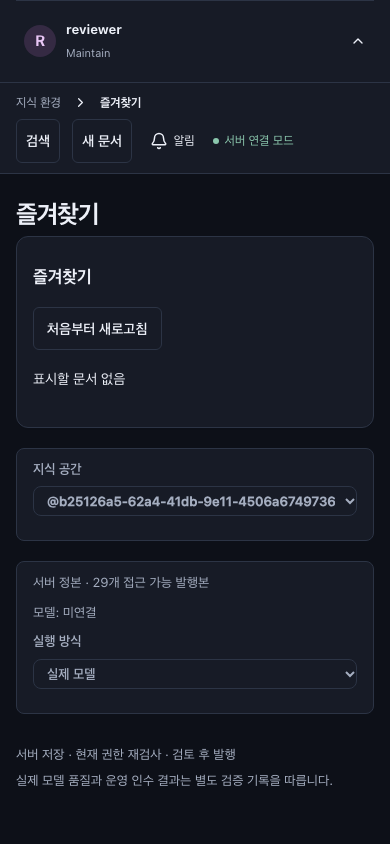 R
reviewer
Maintain
지식 환경 > 즐겨찾기
검색 새 문서 알림 서버 연결 모드
즐겨찾기
즐겨찾기
처음부터 새로고침
표시할 문서 없음
지식 공간
@b25126a5-62a4-41db-9e11-4506a6749736
서버 정본 · 29개 접근 가능 발행본
모델: 미연결
실행 방식
실제 모델
서버 저장 · 현재 권한 재검사 · 검토 후 발행
실제 모델 품질과 운영 인수 결과는 별도 검증 기록을 따릅니다.